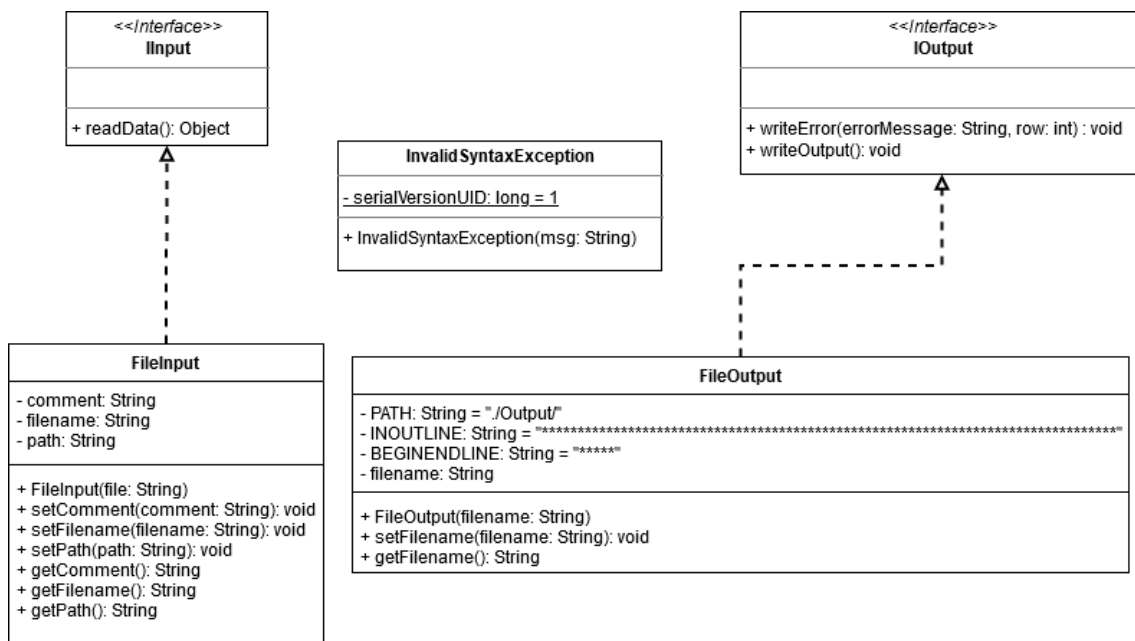 <<Interface>>
IInput
+ readData(): Object
<<Interface>>
IOutput
+ writeError(errorMessage: String, row: int) : void
+ writeOutput(): void
InvalidSyntaxException
- serialVersionUID: long = 1
+ InvalidSyntaxException(msg: String)
FileInput
- comment: String
- filename: String
- path: String
+ FileInput(file: String)
+ setComment(comment: String): void
+ setFilename(filename: String): void
+ setPath(path: String): void
+ getComment(): String
+ getFilename(): String
+ getPath(): String
FileOutput
- PATH: String = "./Output/"
- INOUTLINE: String = "********************************************************************************"
- BEGINENDLINE: String = "*****"
- filename: String
+ FileOutput(filename: String)
+ setFilename(filename: String): void
+ getFilename(): String